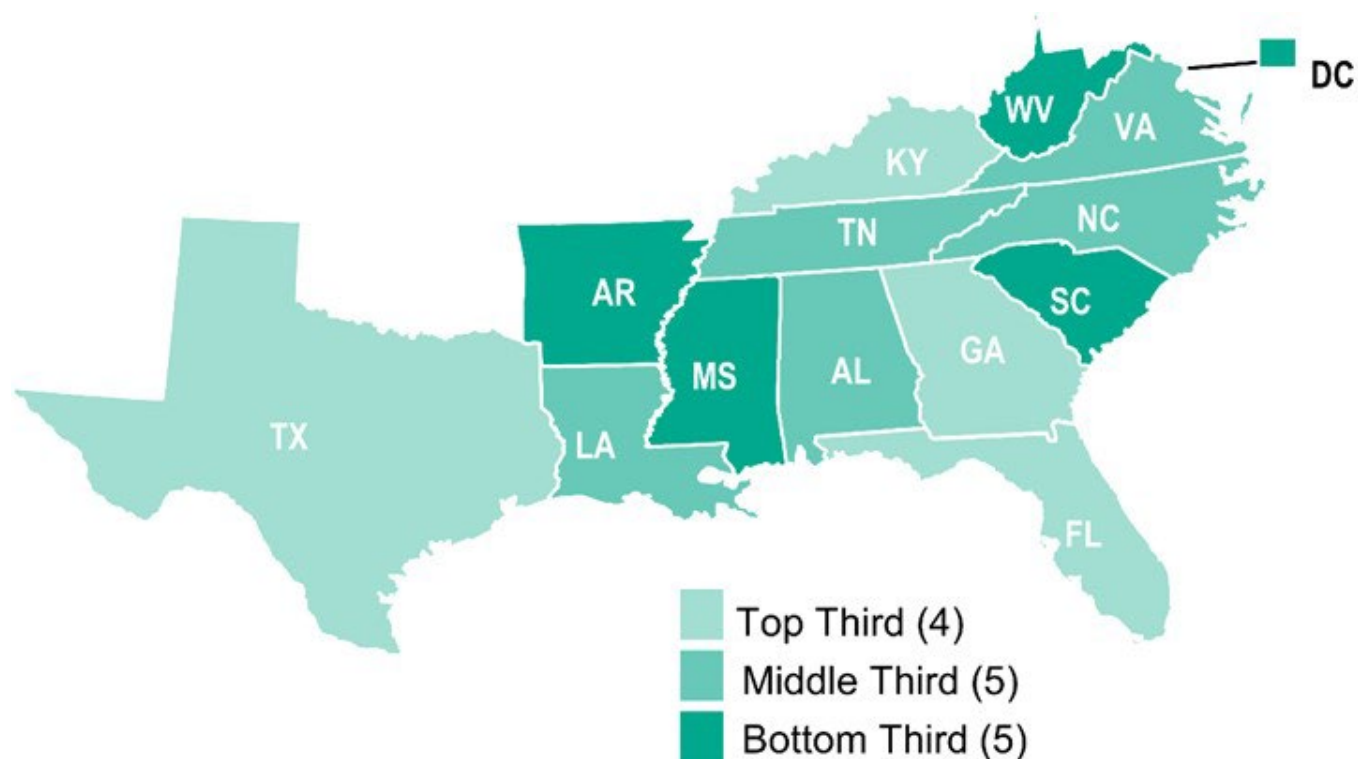 DC
WV
VA
KY
TN
NC
AR
SC
MS
AL
GA
TX
LA
FL
Top Third (4)
Middle Third (5)
Bottom Third (5)